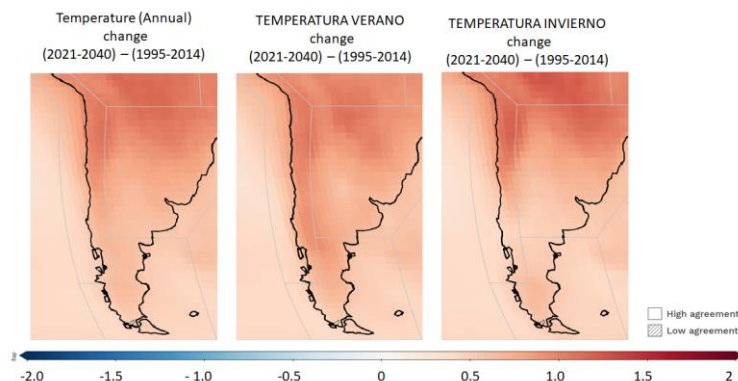 Temperature (Annual)
change
(2021-2040) – (1995-2014)
TEMPERATURA VERANO
change
(2021-2040) – (1995-2014)
TEMPERATURA INVIERNO
change
(2021-2040) – (1995-2014)
High agreement
Low agreement
-2.0 -1.5 -1.0 -0.5 0 0.5 1.0 1.5 2